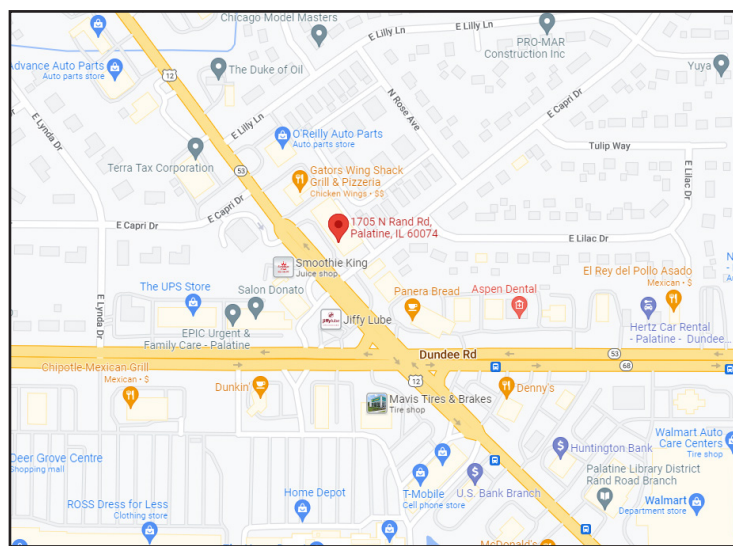 Chicago Model Masters
E Lilly Ln
E Lilly Ln
PRO-MAR
Construction Inc
Yuya
Advance Auto Parts
Auto parts store
12
The Duke of Oil
N Rose Ave
E Capri Dr
E Lynda Dr
E Lilly Ln
O'Reilly Auto Parts
Auto parts store
Tulip Way
Terra Tax Corporation
53
Gators Wing Shack
Grill & Pizzeria
Chicken Wings • $$
E Lilac Dr
E Capri Dr
E Capri Dr
1705 N Rand Rd,
Palatine, IL 60074
E Lilac Dr
Smoothie King
Juice shop
El Rey del Pollo Asado
Mexican • $
The UPS Store
Salon Donato
Panera Bread
Aspen Dental
E Lynda Dr
EPIC Urgent &
Family Care - Palatine
Jiffy Lube
Hertz Car Rental
- Palatine - Dundee...
Dundee Rd
53
68
Chipotle Mexican Grill
Mexican • $
Dunkin'
12
Denny's
Mavis Tires & Brakes
Tire shop
Walmart Auto
Care Centers
Tire shop
Deer Grove Centre
Shopping mall
Huntington Bank
Palatine Library District
Rand Road Branch
ROSS Dress for Less
Clothing store
Home Depot
T-Mobile
Cell phone store
U.S. Bank Branch
Walmart
Department store
McDonald's